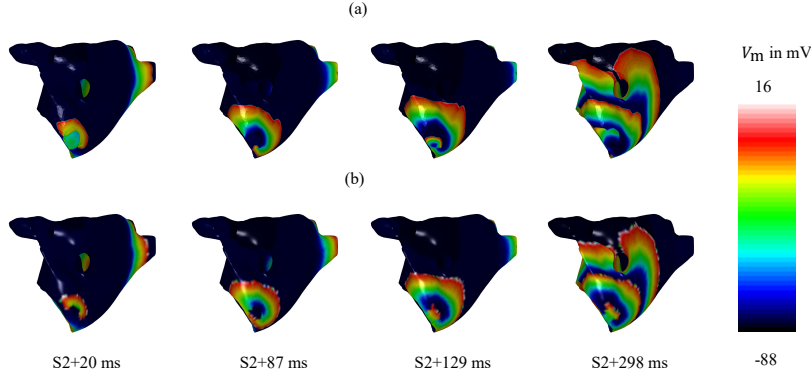 (a)
V_m in mV
16
(b)
S2+20 ms
S2+87 ms
S2+129 ms
S2+298 ms
-88